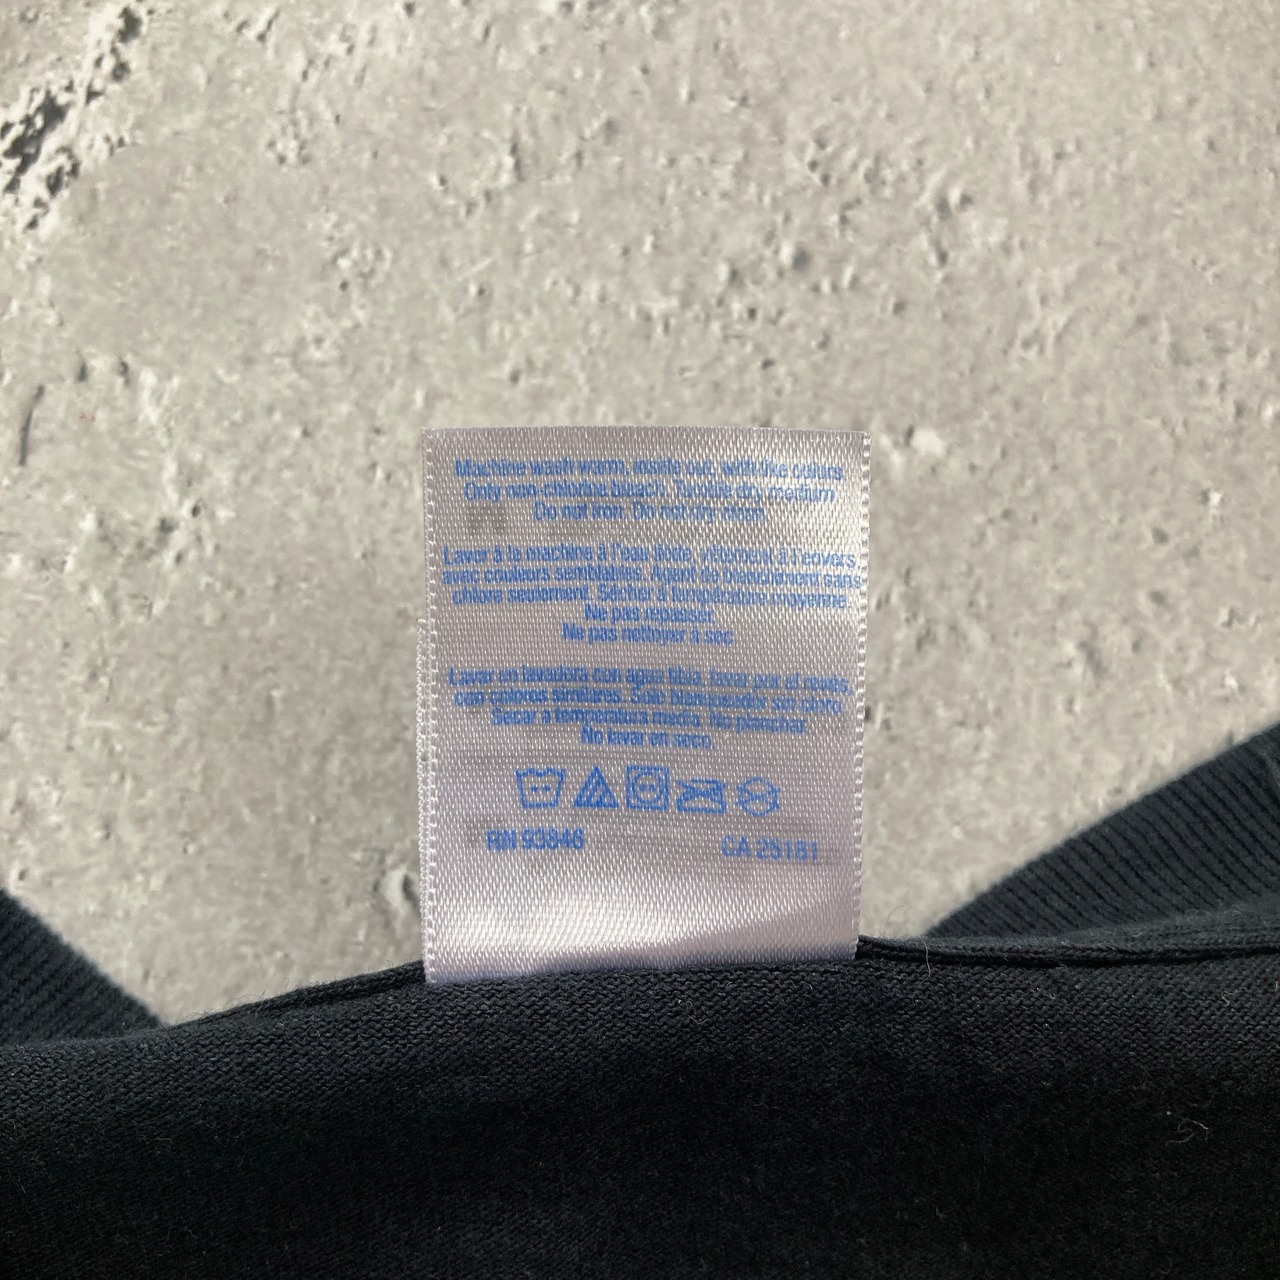 Machine wash warm, inside out, with like colors.
Only non-chlorine bleach. Tumble dry medium.
Do not iron. Do not dry clean.
Laver à la machine à l'eau tiède, vêtement à l'envers,
avec couleurs semblables. Agent de blanchiment sans
chlore seulement. Sécher à température moyenne.
Ne pas repasser.
Ne pas nettoyer à sec.
Lavar en lavadora con agua tibia, lavar por el revés,
con colores similares. Con blanqueador sin cloro.
Secar a temperatura media. No planchar.
No lavar en seco.
RN 93846
CA 25181